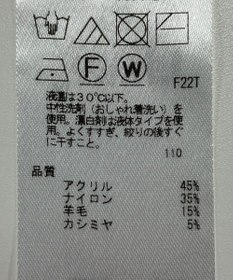 F
W
F22T
液温は30℃以下。
中性洗剤(おしゃれ着洗い)を
使用。漂白剤は液体タイプを使
用。よくすすぎ、絞りの後すぐ
に干すこと。
110
品質
アクリル 45%
ナイロン 35%
羊毛 15%
カシミヤ 5%